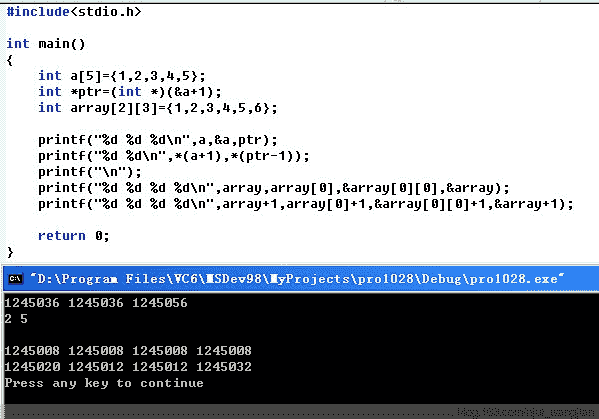 #include<stdio.h>
int main()
{
int a[5]={1,2,3,4,5};
int *ptr=(int *)(&a+1);
int array[2][3]={1,2,3,4,5,6};
printf("%d %d %d\n",a,&a,ptr);
printf("%d %d\n",*(a+1),*(ptr-1));
printf("\n");
printf("%d %d %d %d\n",array,array[0],&array[0][0],&array);
printf("%d %d %d %d\n",array+1,array[0]+1,&array[0][0]+1,&array+1);
return 0;
}
"D:\Program Files\VC6\MSDev98\MyProjects\pro1028\Debug\pro1028.exe"
1245036 1245036 1245056
2 5
1245008 1245008 1245008 1245008
1245020 1245012 1245012 1245032
Press any key to continue